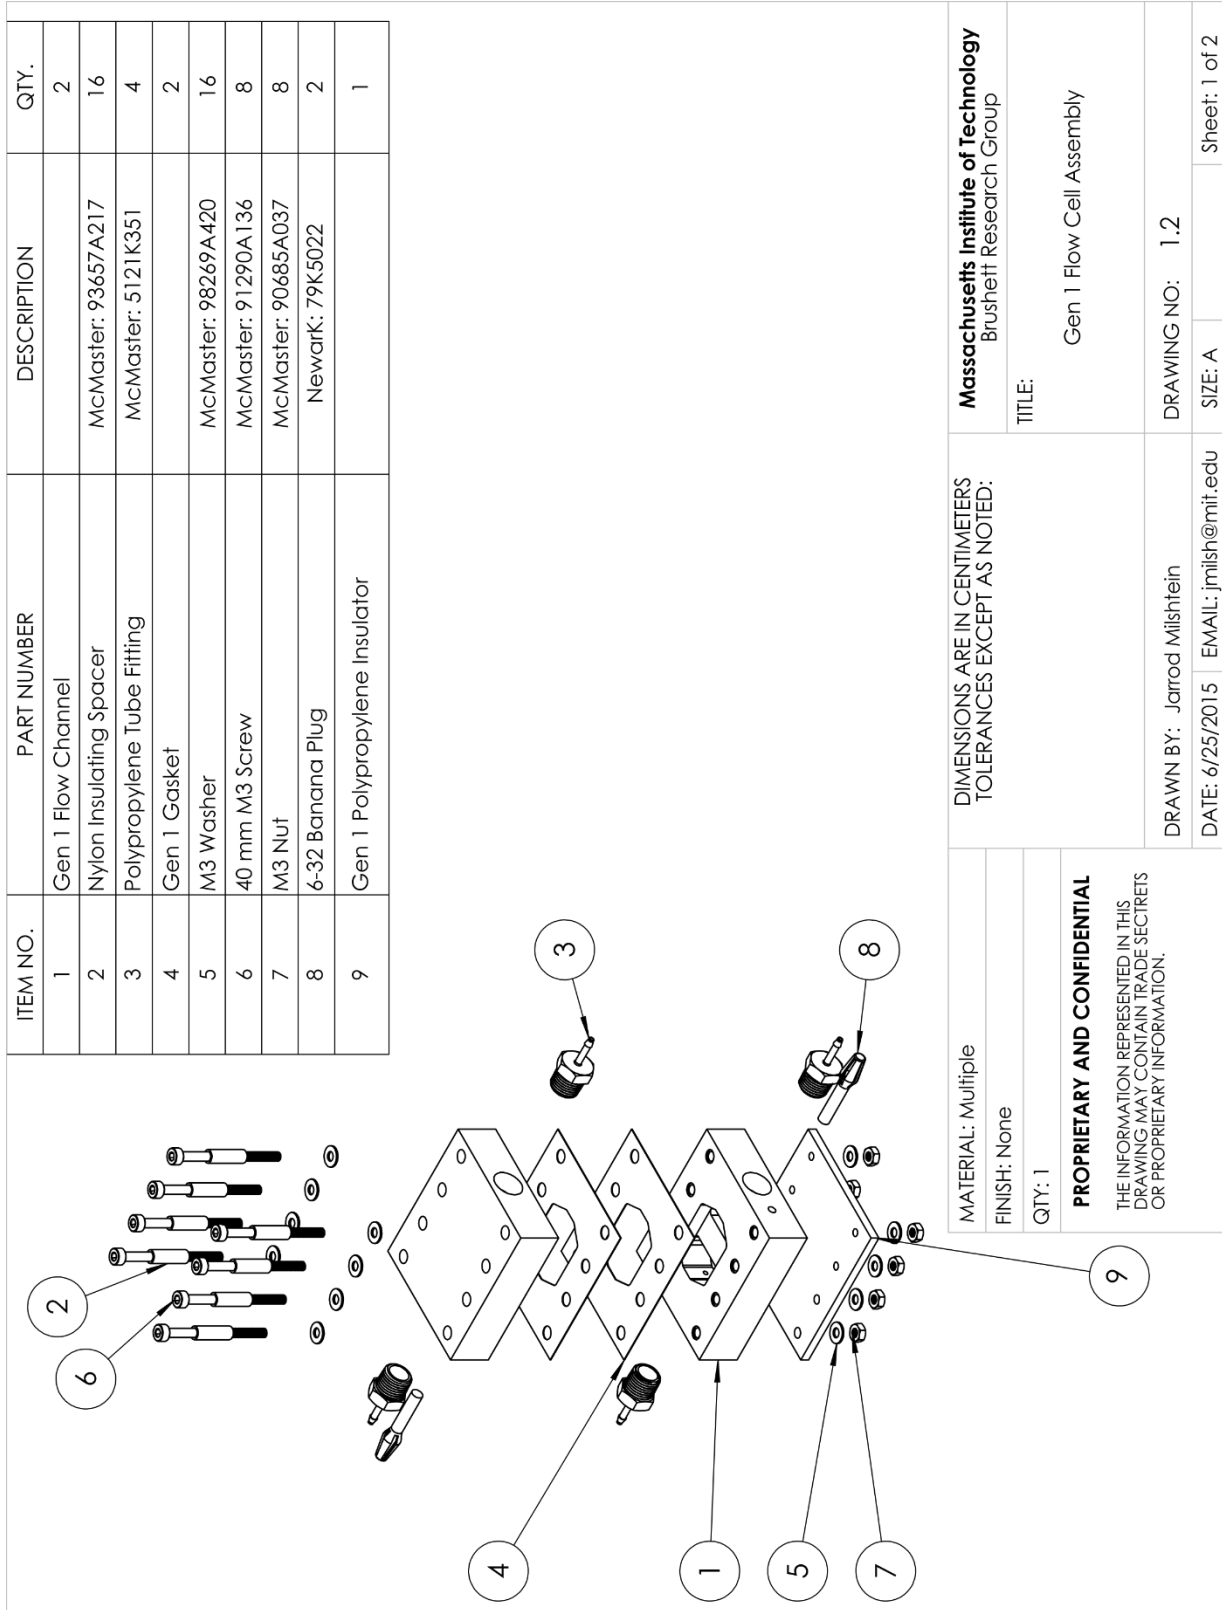 ITEM NO. PART NUMBER DESCRIPTION QTY.
1 Gen 1 Flow Channel 2
2 Nylon Insulating Spacer McMaster: 93657A217 16
3 Polypropylene Tube Fitting McMaster: 5121K351 4
4 Gen 1 Gasket 2
5 M3 Washer McMaster: 98269A420 16
6 40 mm M3 Screw McMaster: 91290A136 8
7 M3 Nut McMaster: 90685A037 8
8 6-32 Banana Plug NewarK: 79K5022 2
9 Gen 1 Polypropylene Insulator 1
6
2
3
4
1
5
7
9
8
MATERIAL: Multiple
FINISH: None
QTY: 1
PROPRIETARY AND CONFIDENTIAL
THE INFORMATION REPRESENTED IN THIS
DRAWING MAY CONTAIN TRADE SECTRETS
OR PROPRIETARY INFORMATION.
DIMENSIONS ARE IN CENTIMETERS
TOLERANCES EXCEPT AS NOTED:
DRAWN BY: Jarrod Milshtein
DATE: 6/25/2015 EMAIL: jmilsh@mit.edu
Massachusetts Institute of Technology
Brushett Research Group
TITLE:
Gen 1 Flow Cell Assembly
DRAWING NO: 1.2
SIZE: A Sheet: 1 of 2